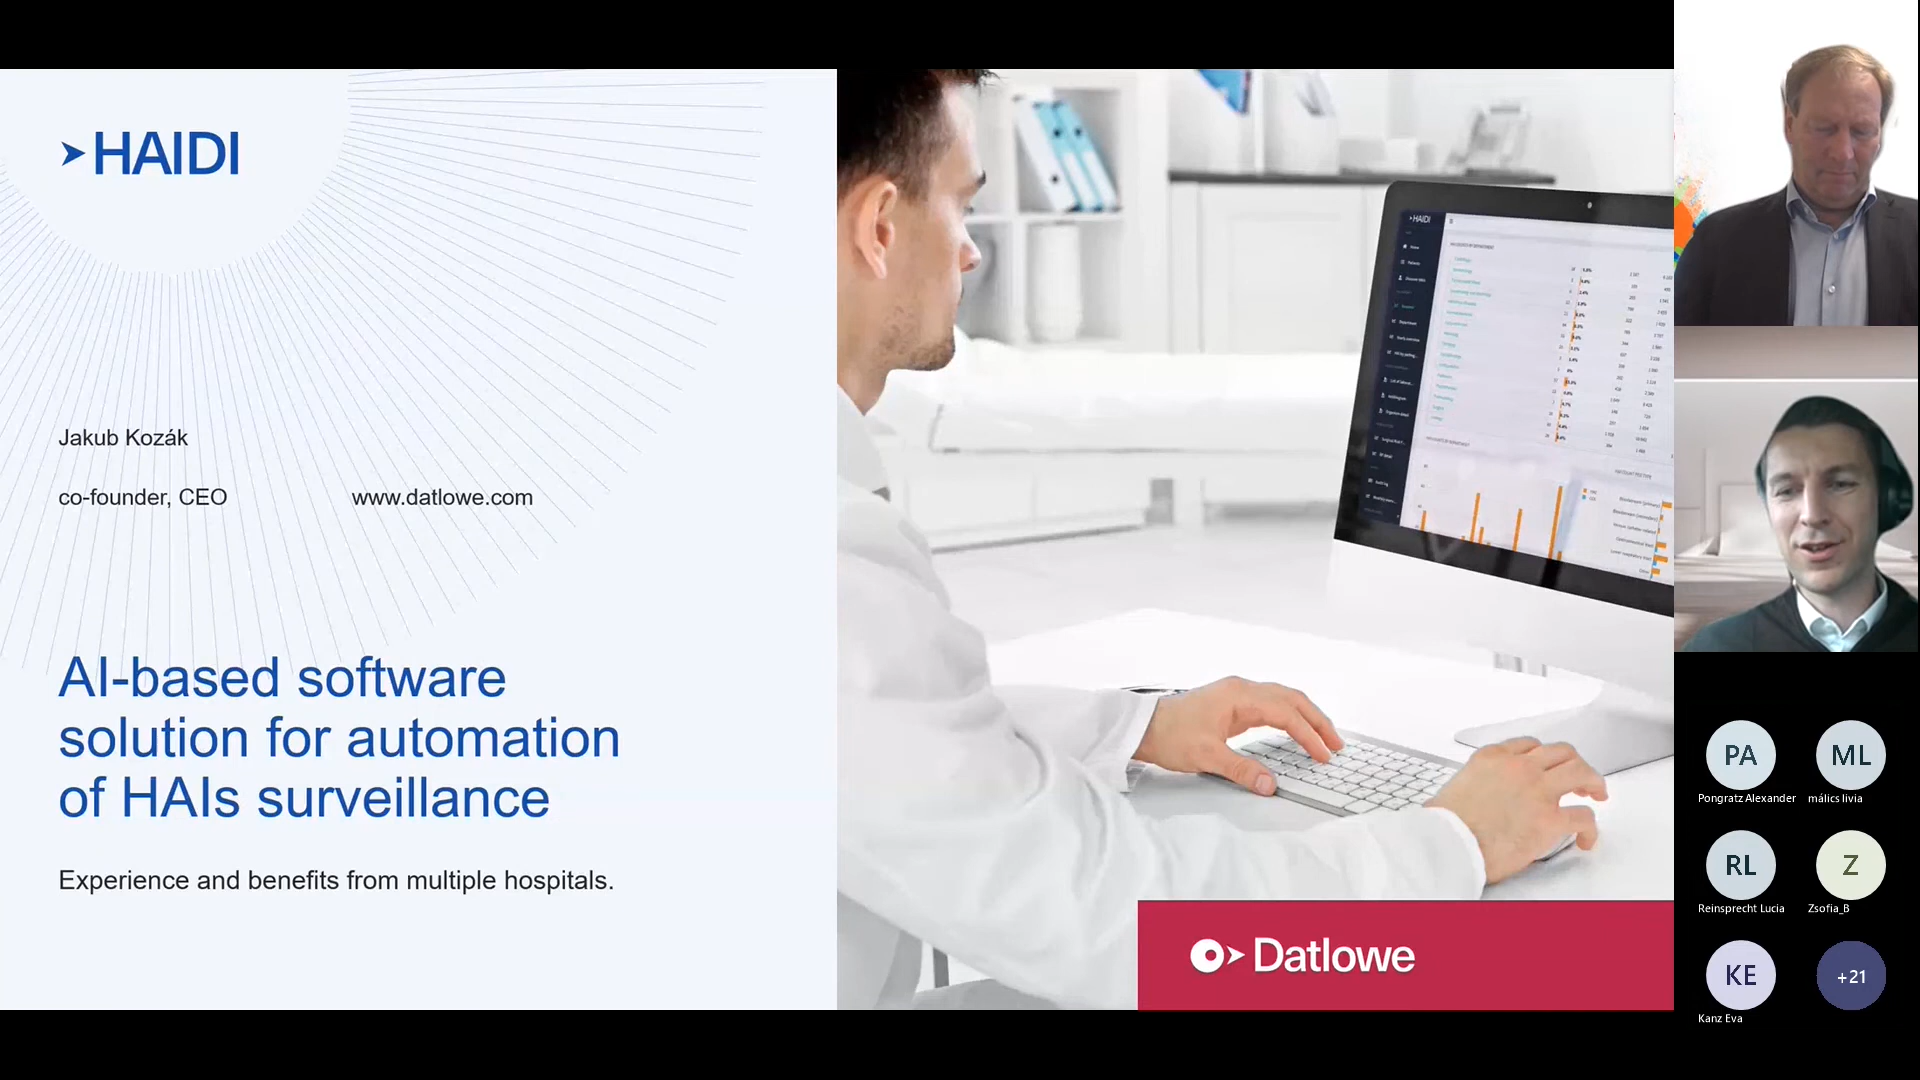 HAIDI
Jakub Kozák
co-founder, CEO
www.datlowe.com
AI-based software
solution for automation
of HAIs surveillance
Experience and benefits from multiple hospitals.
HAIDI
Datlowe
PA
Pongratz Alexander
ML
málics lívia
RL
Reinsprecht Lucia
Z
Zsofia_B
KE
Kanz Eva
+21